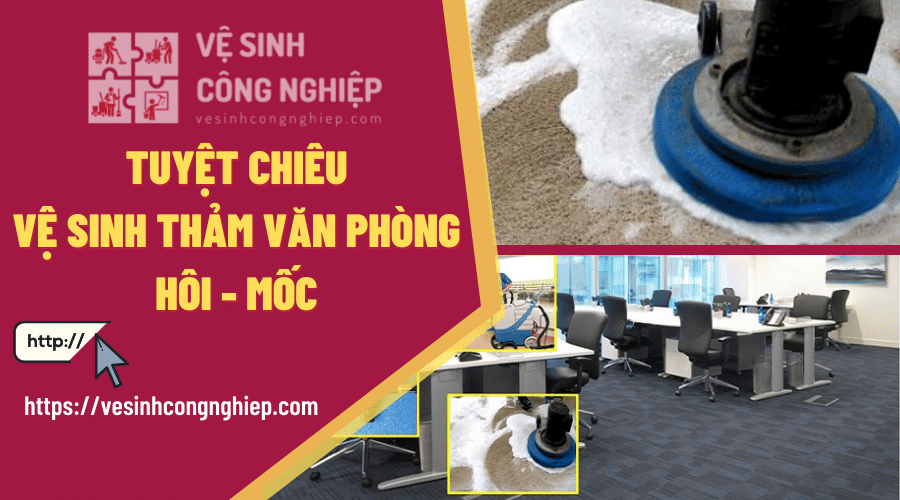 VỆ SINH
CÔNG NGHIỆP
vesinhcongnghiep.com
TUYỆT CHIÊU
VỆ SINH THẢM VĂN PHÒNG
HÔI - MỐC
http://
https://vesinhcongnghiep.com